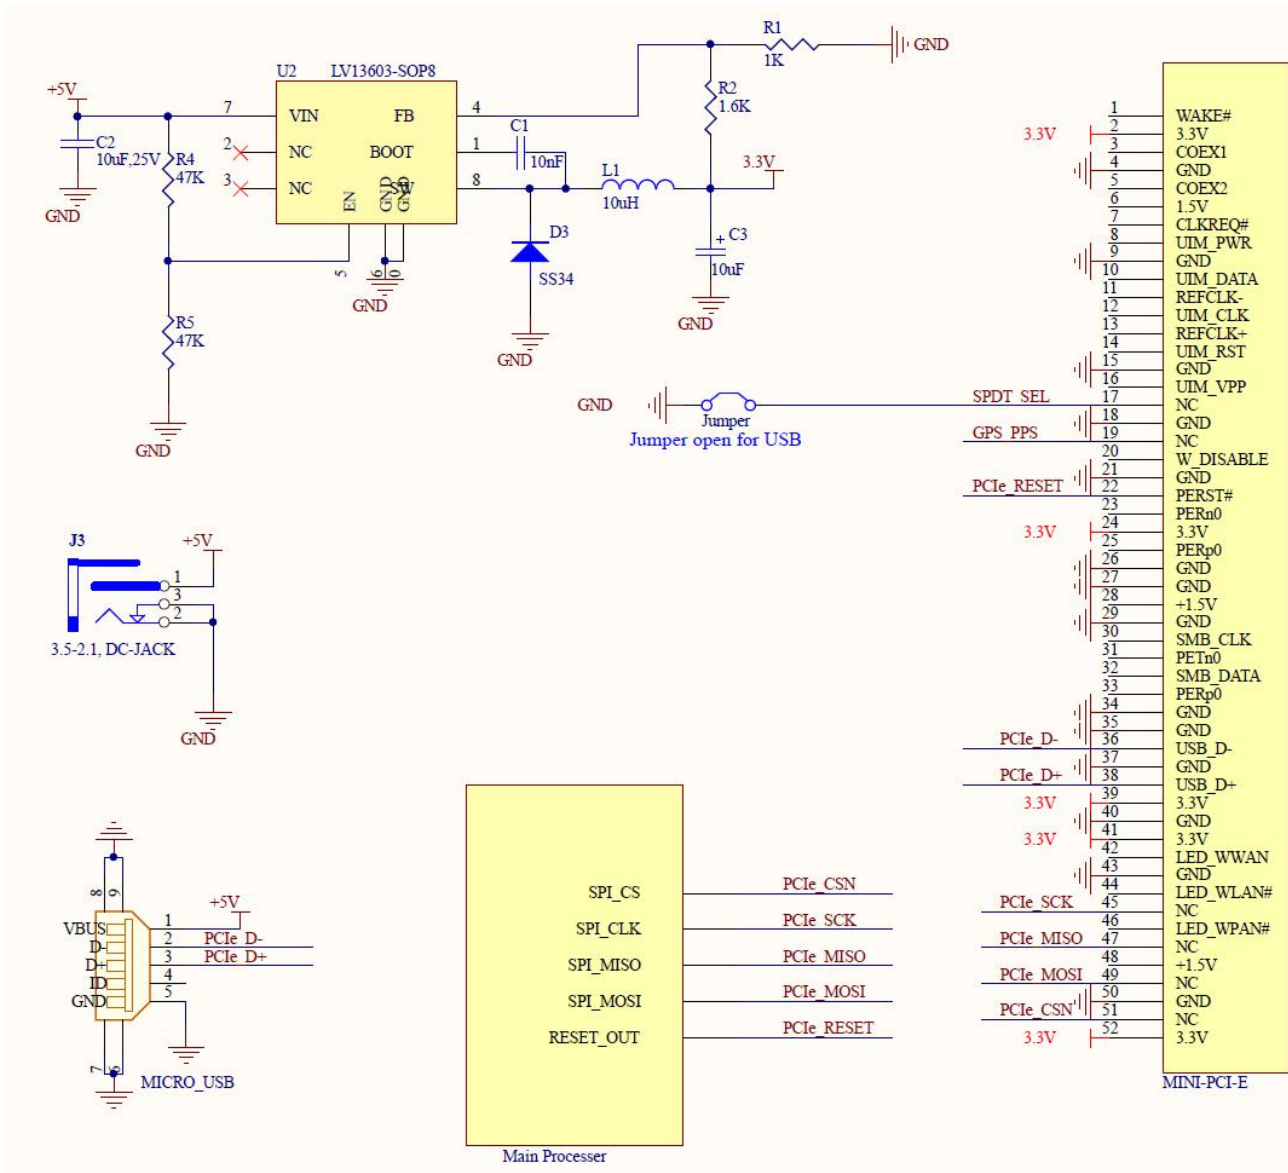 U2 LV13603-SOP8
+5V
C2
10uF,25V
GND
R4
47K
R5
47K
GND
7 VIN
2 NC
3 NC
FB 4
BOOT 1
SW 8
EN
GND
GND
5
6
0
GND
C1
10nF
D3
SS34
GND
L1
10uH
R1
1K
GND
R2
1.6K
3.3V
C3
+
10uF
GND
GND
Jumper
Jumper open for USB
SPDT_SEL
GPS_PPS
PCIe_RESET
PCIe_D-
PCIe_D+
PCIe_SCK
PCIe_MISO
PCIe_MOSI
PCIe_CSN
3.3V
3.3V
3.3V
3.3V
3.3V
1 WAKE#
2 3.3V
3 COEX1
4 GND
5 COEX2
6 1.5V
7 CLKREQ#
8 UIM_PWR
9 GND
10 UIM_DATA
11 REFCLK-
12 UIM_CLK
13 REFCLK+
14 UIM_RST
15 GND
16 UIM_VPP
17 NC
18 GND
19 NC
20 W_DISABLE
21 GND
22 PERST#
23 PERn0
24 3.3V
25 PERp0
26 GND
27 GND
28 +1.5V
29 GND
30 SMB_CLK
31 PETn0
32 SMB_DATA
33 PERp0
34 GND
35 GND
36 USB_D-
37 GND
38 USB_D+
39 3.3V
40 GND
41 3.3V
42 LED_WWAN
43 GND
44 LED_WLAN#
45 NC
46 LED_WPAN#
47 NC
48 +1.5V
49 NC
50 GND
51 NC
52 3.3V
MINI-PCI-E
J3
+5V
1
3
2
3.5-2.1, DC-JACK
GND
8
9
+5V
VBUS 1
D- 2 PCIe_D-
D+ 3 PCIe_D+
ID 4
GND 5
7
6
MICRO_USB
SPI_CS PCIe_CSN
SPI_CLK PCIe_SCK
SPI_MISO PCIe_MISO
SPI_MOSI PCIe_MOSI
RESET_OUT PCIe_RESET
Main Processer